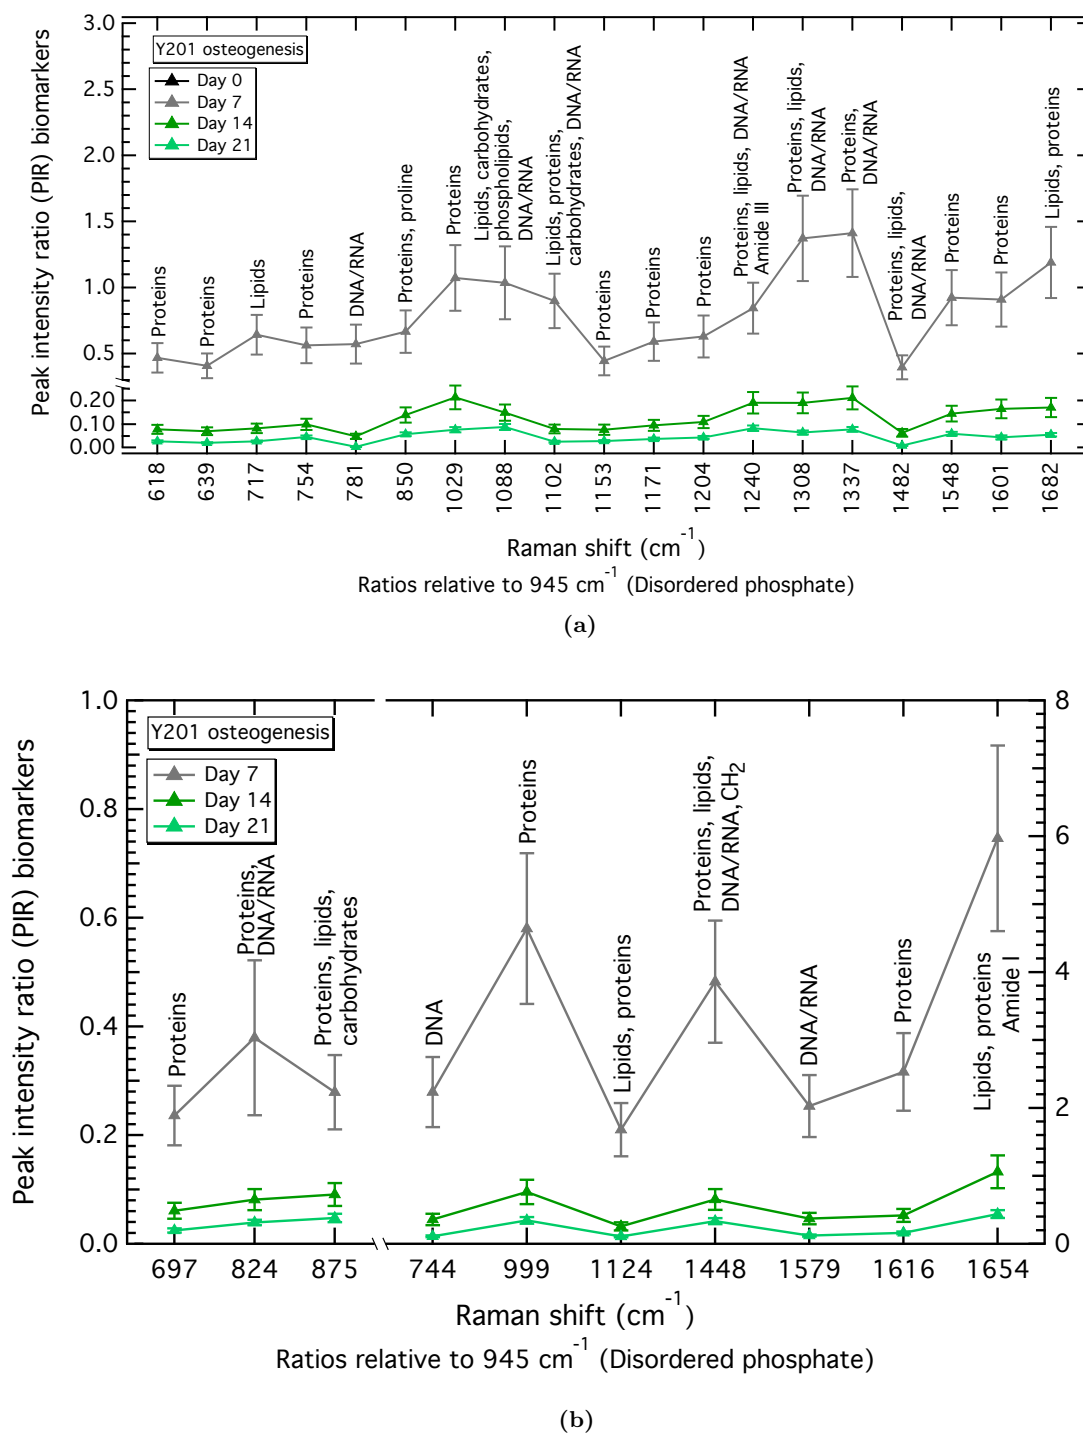 3.0
2.5
2.0
1.5
1.0
0.5
0.20
0.10
0.00
Peak intensity ratio (PIR) biomarkers
Y201 osteogenesis
Day 0
Day 7
Day 14
Day 21
Proteins
Proteins
Lipids
Proteins
DNA/RNA
Proteins, proline
Proteins
Lipids, carbohydrates,
phospholipids,
DNA/RNA
Lipids, proteins,
carbohydrates, DNA/RNA
Proteins
Proteins
Proteins
Proteins, lipids, DNA/RNA
Amide III
Proteins, lipids,
DNA/RNA
Proteins,
DNA/RNA
Proteins, lipids,
DNA/RNA
Proteins
Proteins
Lipids, proteins
618 639 717 754 781 850 1029 1088 1102 1153 1171 1204 1240 1308 1337 1482 1548 1601 1682
Raman shift (cm⁻¹)
Ratios relative to 945 cm⁻¹ (Disordered phosphate)
(a)
1.0
0.8
0.6
0.4
0.2
0.0
Peak intensity ratio (PIR) biomarkers
Y201 osteogenesis
Day 7
Day 14
Day 21
Proteins
Proteins,
DNA/RNA
Proteins, lipids,
carbohydrates
DNA
Proteins
Lipids, proteins
Proteins, lipids,
DNA/RNA, CH₂
DNA/RNA
Proteins
Lipids, proteins
Amide I
8
6
4
2
0
697 824 875 744 999 1124 1448 1579 1616 1654
Raman shift (cm⁻¹)
Ratios relative to 945 cm⁻¹ (Disordered phosphate)
(b)